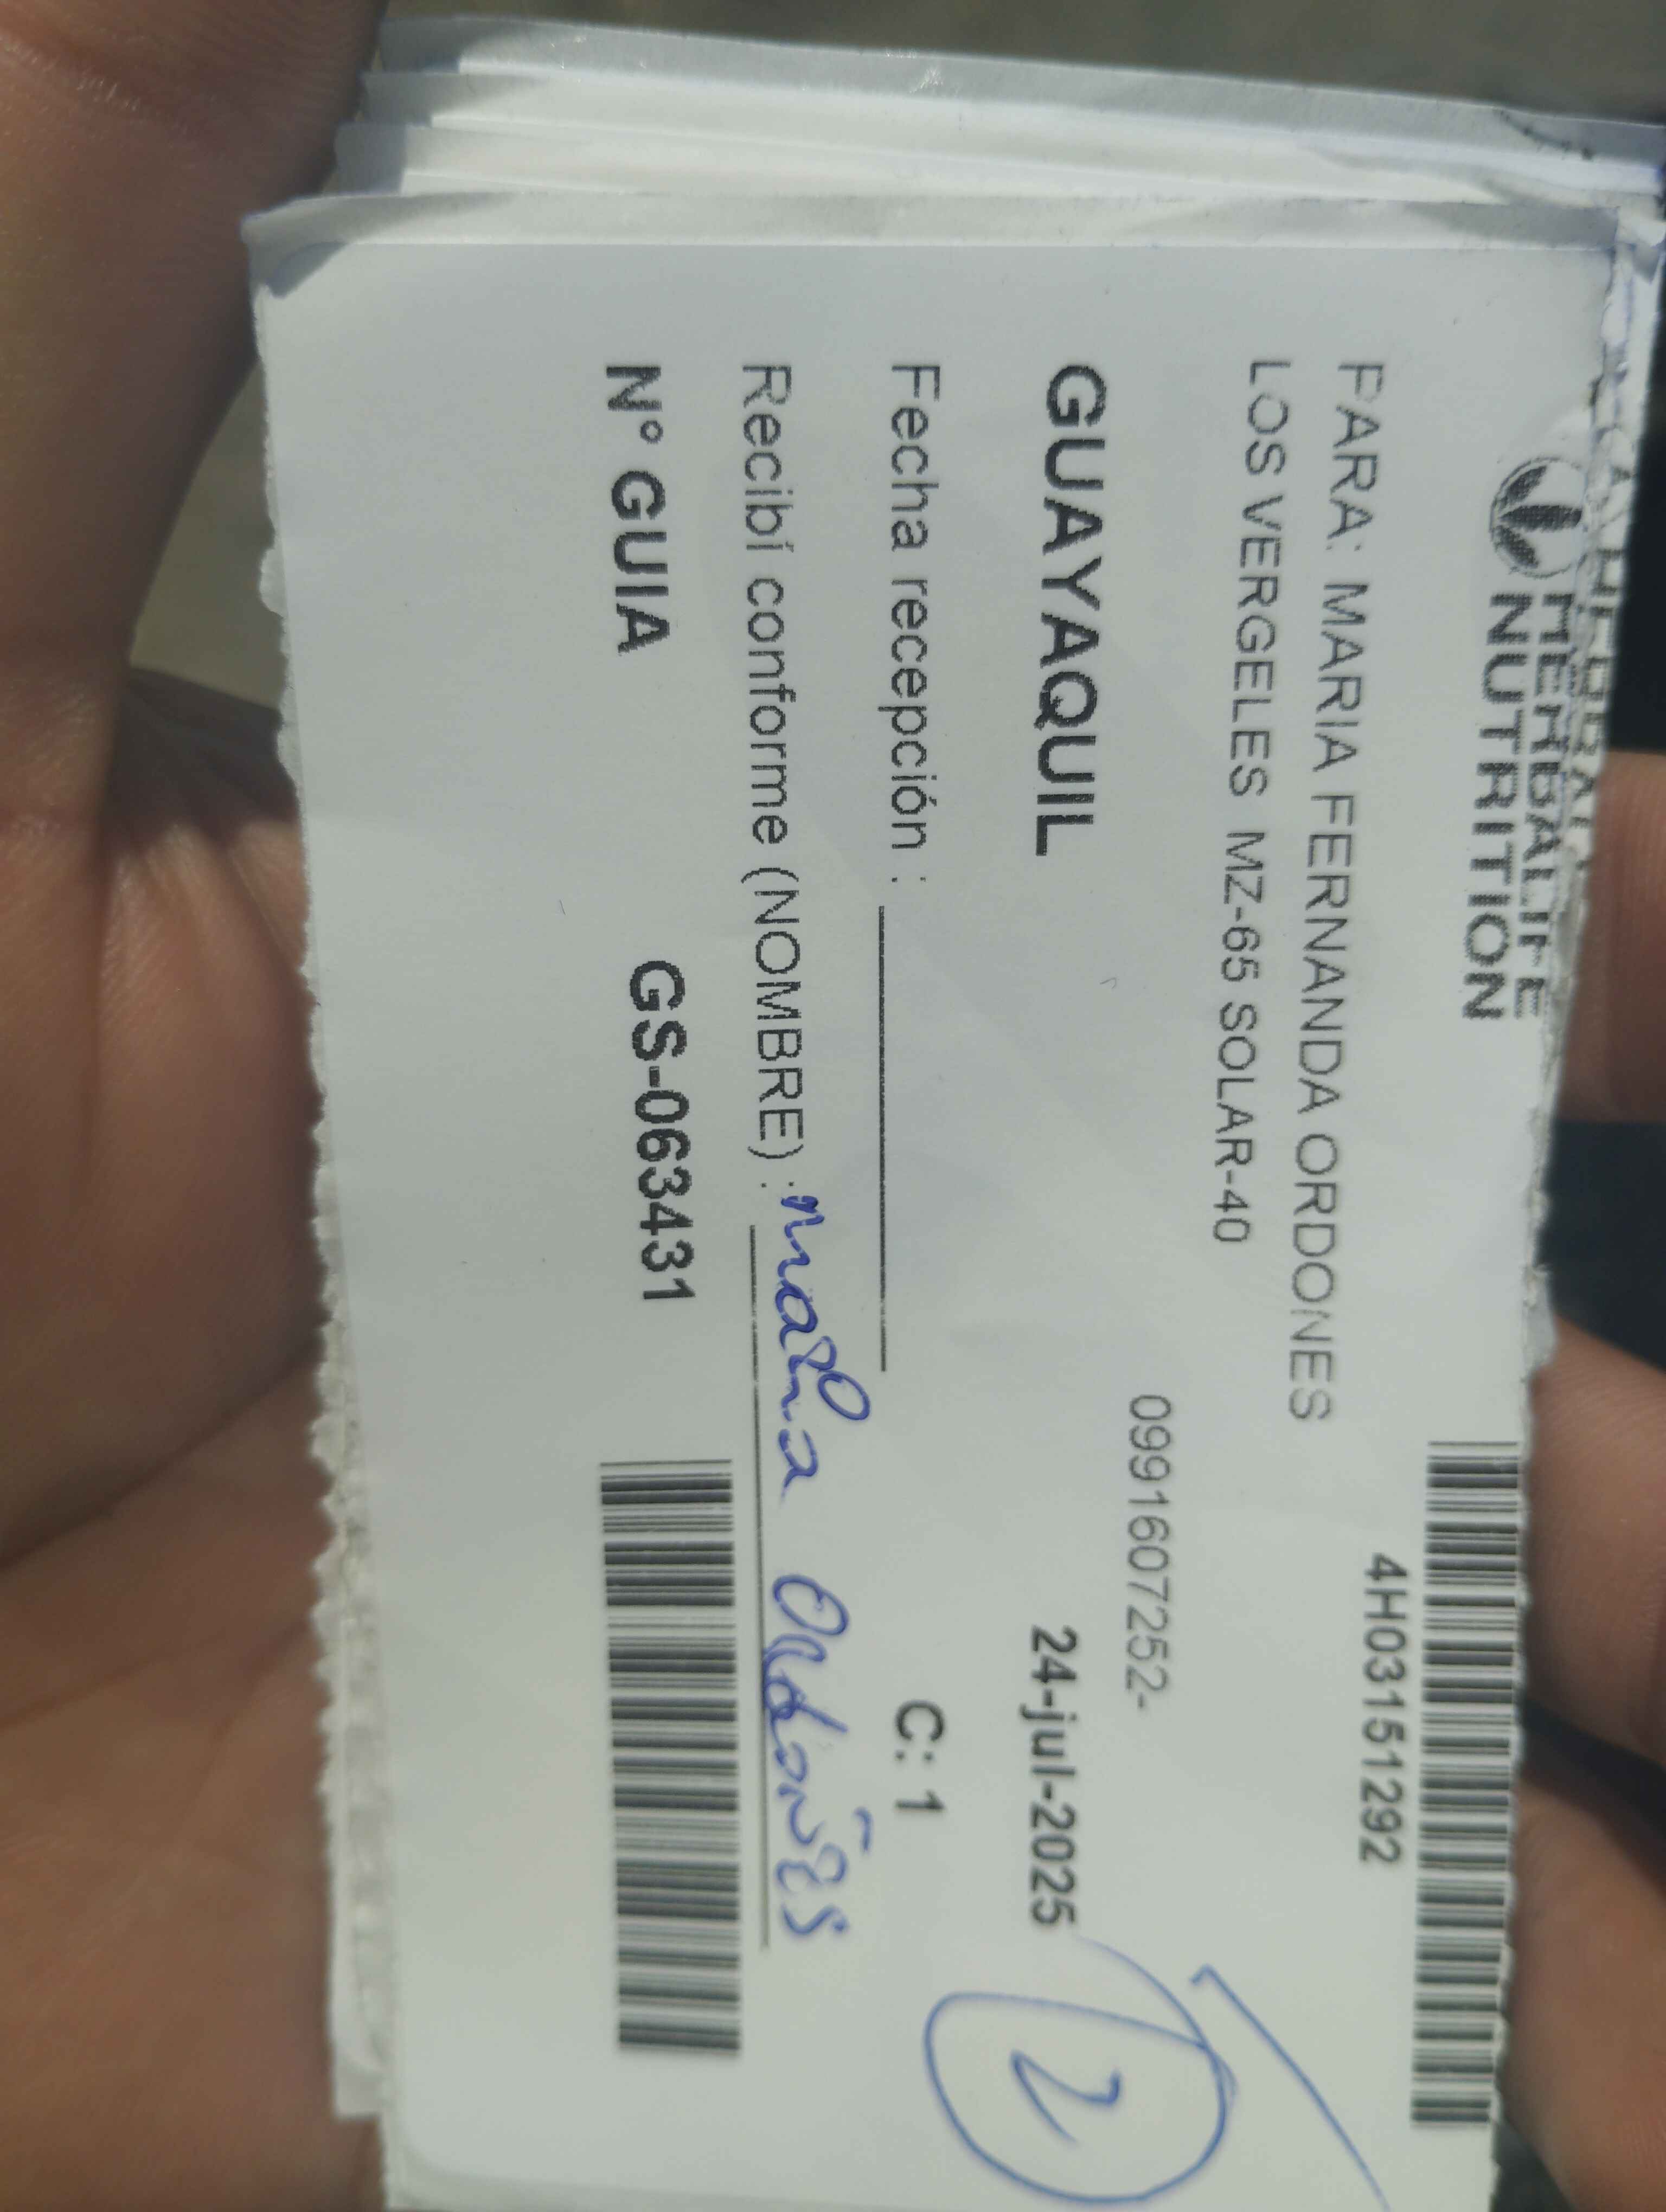 HERBALIFE
NUTRITION
4H03151292
PARA: MARIA FERNANDA ORDONES
LOS VERGELES MZ-65 SOLAR-40
0991607252-
GUAYAQUIL 24-jul-2025
Fecha recepción : C: 1
Recibí conforme (NOMBRE) : Maria Ordoñes
N° GUIA GS-063431
2